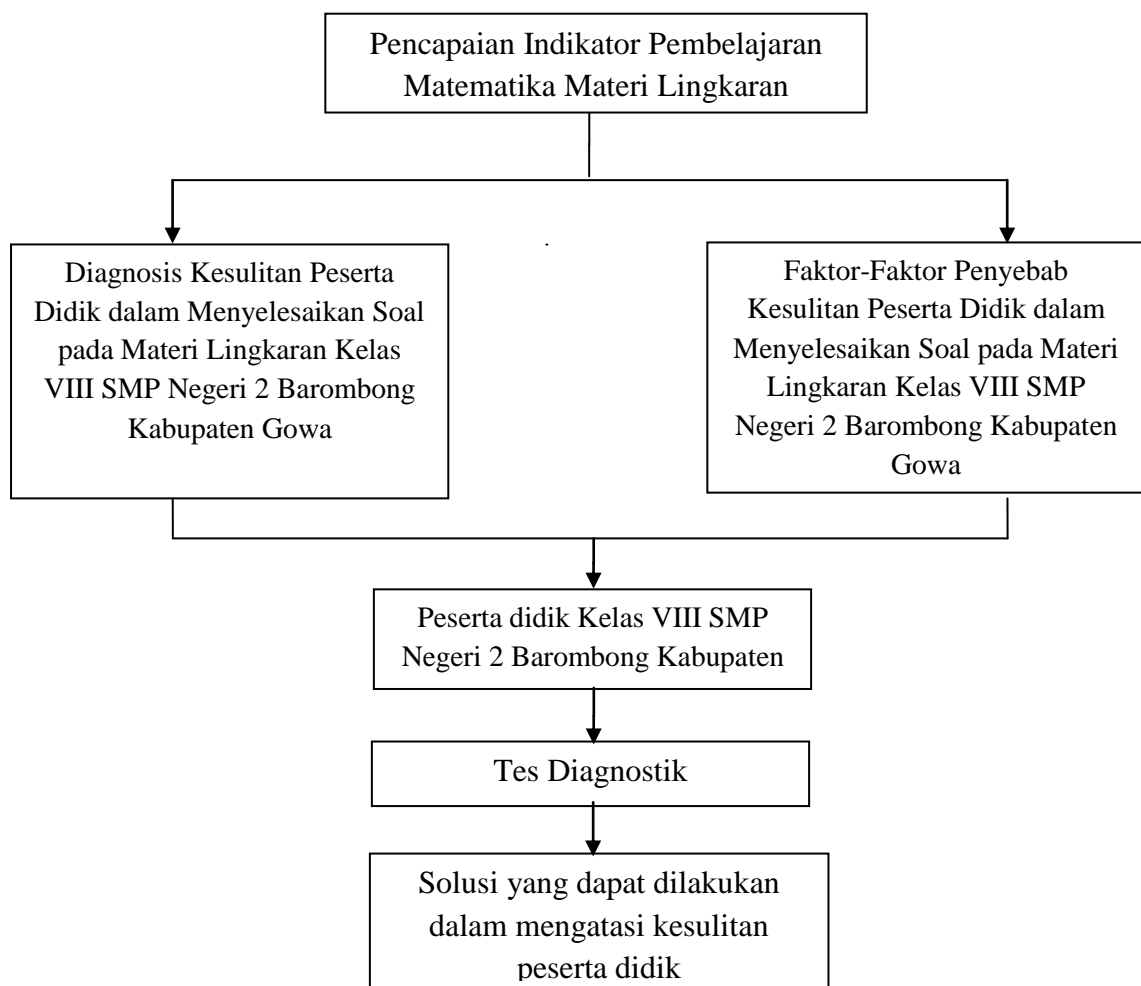 Pencapaian Indikator Pembelajaran
Matematika Materi Lingkaran
Diagnosis Kesulitan Peserta
Didik dalam Menyelesaikan Soal
pada Materi Lingkaran Kelas
VIII SMP Negeri 2 Barombong
Kabupaten Gowa
Faktor-Faktor Penyebab
Kesulitan Peserta Didik dalam
Menyelesaikan Soal pada Materi
Lingkaran Kelas VIII SMP
Negeri 2 Barombong Kabupaten
Gowa
Peserta didik Kelas VIII SMP
Negeri 2 Barombong Kabupaten
Tes Diagnostik
Solusi yang dapat dilakukan
dalam mengatasi kesulitan
peserta didik